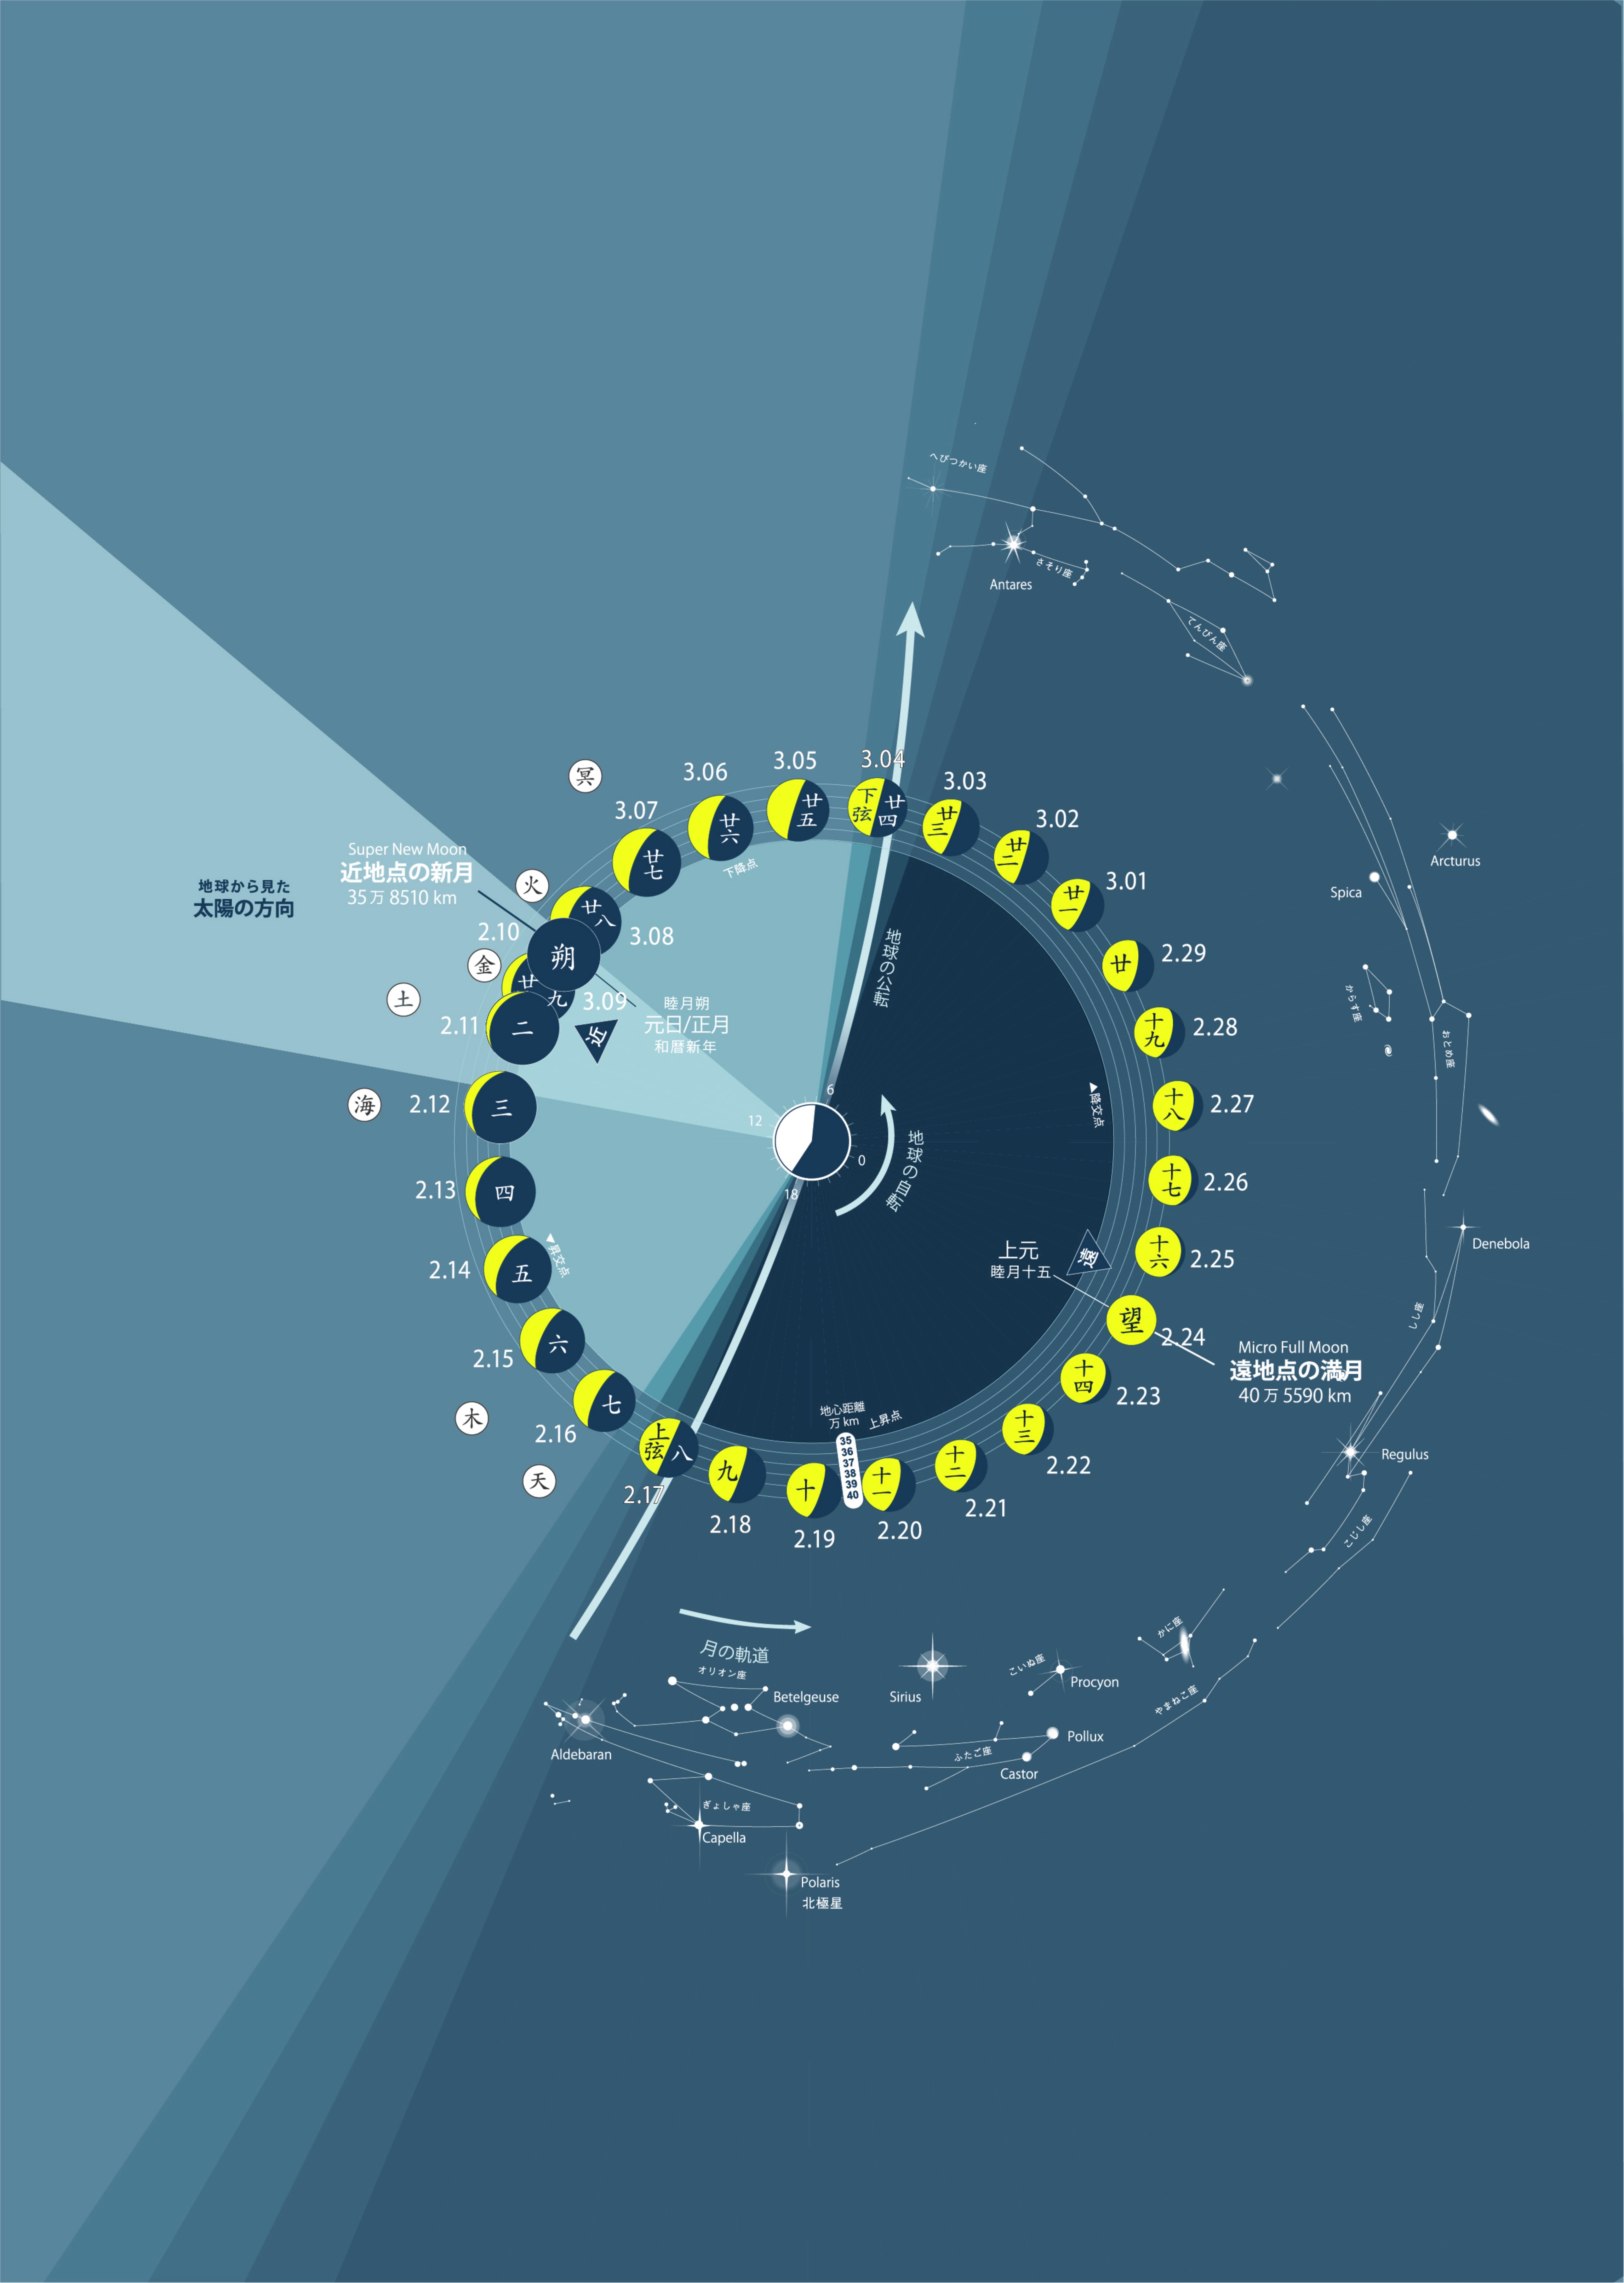 へびつかい座
Antares
さそり座
てんびん座
Arcturus
Spica
からす座
おとめ座
Denebola
しし座
Regulus
こじし座
かに座
やまねこ座
Procyon
こいぬ座
Sirius
Pollux
ふたご座
Castor
月の軌道
オリオン座
Betelgeuse
Aldebaran
ぎょしゃ座
Capella
Polaris
北極星
冥
火
金
土
海
木
天
地球から見た
太陽の方向
Super New Moon
近地点の新月
35万 8510 km
2.10
朔
睦月朔
元日/正月
和暦新年
近
2.11
二
2.12
三
2.13
四
▼昇交点
2.14
五
2.15
六
2.16
七
2.17
上弦
八
2.18
九
2.19
十
地心距離
万 km
35
36
37
38
39
40
上昇点
2.20
十一
2.21
十二
2.22
十三
2.23
十四
2.24
望
上元
睦月十五
遠
Micro Full Moon
遠地点の満月
40万 5590 km
2.25
十六
2.26
十七
2.27
十八
▲降交点
2.28
十九
2.29
廿
3.01
廿一
3.02
廿二
3.03
廿三
3.04
下弦
廿四
3.05
廿五
3.06
廿六
下降点
3.07
廿七
3.08
廿八
3.09
廿九
地球の公転
地球の自転
6
12
0
18